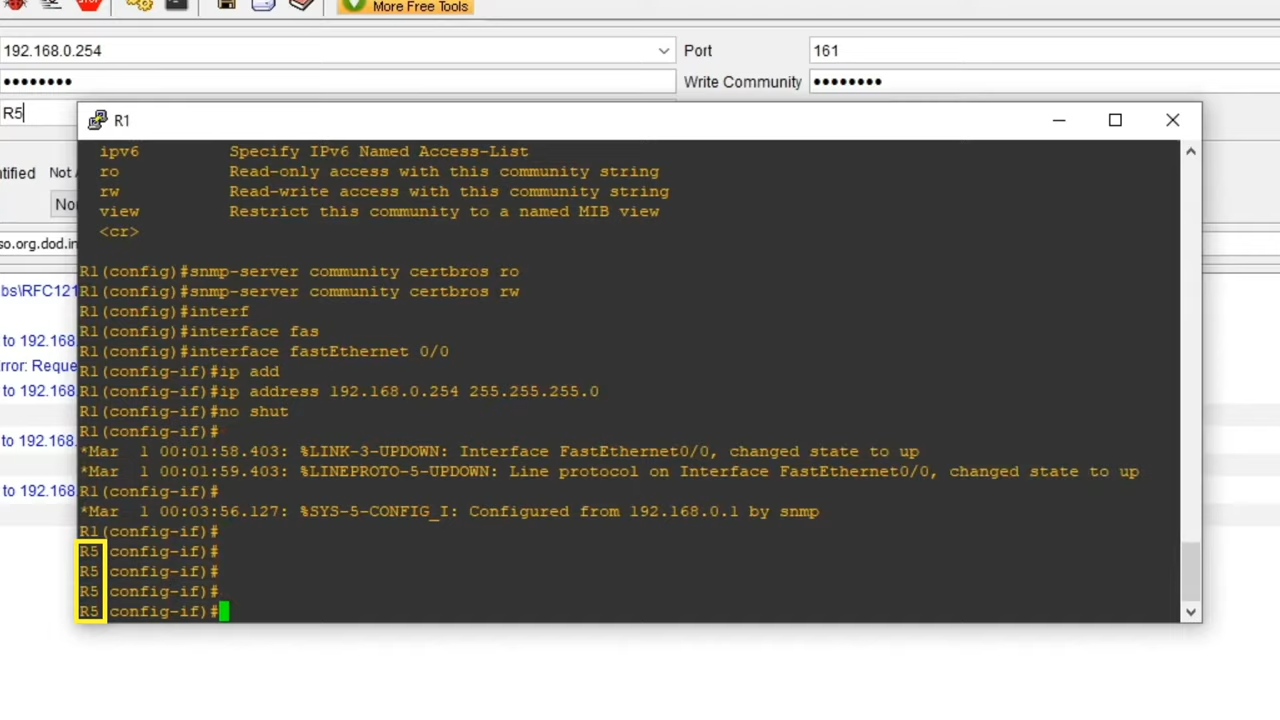 More Free Tools
192.168.0.254 Port 161
•••••••• Write Community ••••••••
R5
R1
ntified Not
No
so.org.dod.in
bs\RFC121
to 192.168.
rror: Reque
to 192.168
to 192.168.
to 192.168
ipv6 Specify IPv6 Named Access-List
ro Read-only access with this community string
rw Read-write access with this community string
view Restrict this community to a named MIB view
<cr>
R1(config)#snmp-server community certbros ro
R1(config)#snmp-server community certbros rw
R1(config)#interf
R1(config)#interface fas
R1(config)#interface fastEthernet 0/0
R1(config-if)#ip add
R1(config-if)#ip address 192.168.0.254 255.255.255.0
R1(config-if)#no shut
R1(config-if)#
*Mar 1 00:01:58.403: %LINK-3-UPDOWN: Interface FastEthernet0/0, changed state to up
*Mar 1 00:01:59.403: %LINEPROTO-5-UPDOWN: Line protocol on Interface FastEthernet0/0, changed state to up
R1(config-if)#
*Mar 1 00:03:56.127: %SYS-5-CONFIG_I: Configured from 192.168.0.1 by snmp
R1(config-if)#
R5 config-if)#
R5 config-if)#
R5 config-if)#
R5 config-if)#